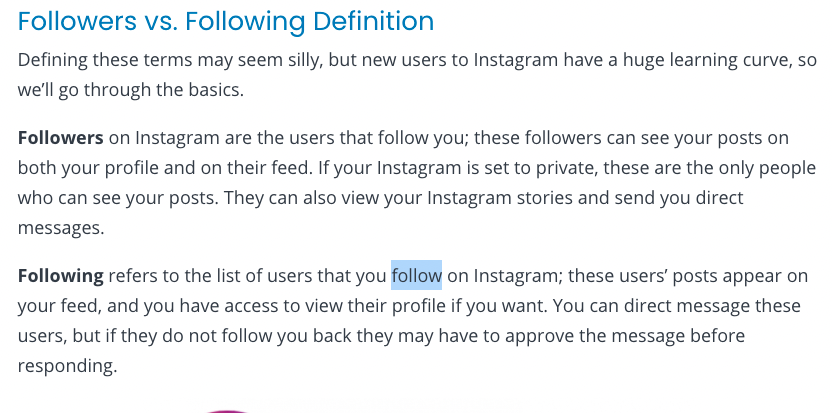 Followers vs. Following Definition
Defining these terms may seem silly, but new users to Instagram have a huge learning curve, so
we’ll go through the basics.
Followers on Instagram are the users that follow you; these followers can see your posts on
both your profile and on their feed. If your Instagram is set to private, these are the only people
who can see your posts. They can also view your Instagram stories and send you direct
messages.
Following refers to the list of users that you follow on Instagram; these users’ posts appear on
your feed, and you have access to view their profile if you want. You can direct message these
users, but if they do not follow you back they may have to approve the message before
responding.